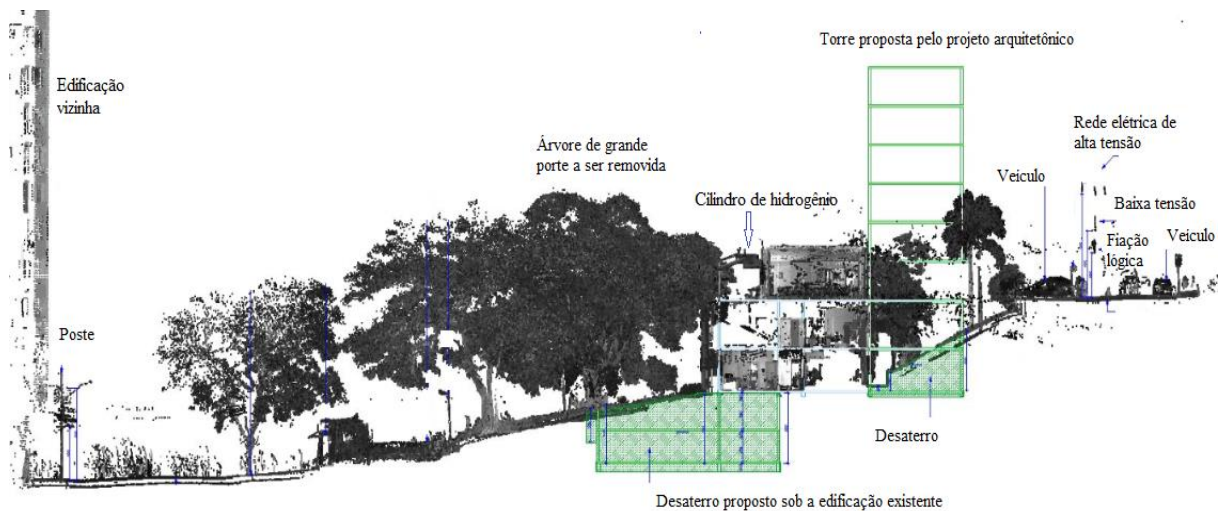 Torre proposta pelo projeto arquitetônico
Edificação
vizinha
Rede elétrica de
alta tensão
Árvore de grande
porte a ser removida
Veículo
Cilindro de hidrogênio
Baixa tensão
Fiação
lógica
Veículo
Poste
Desaterro
Desaterro proposto sob a edificação existente